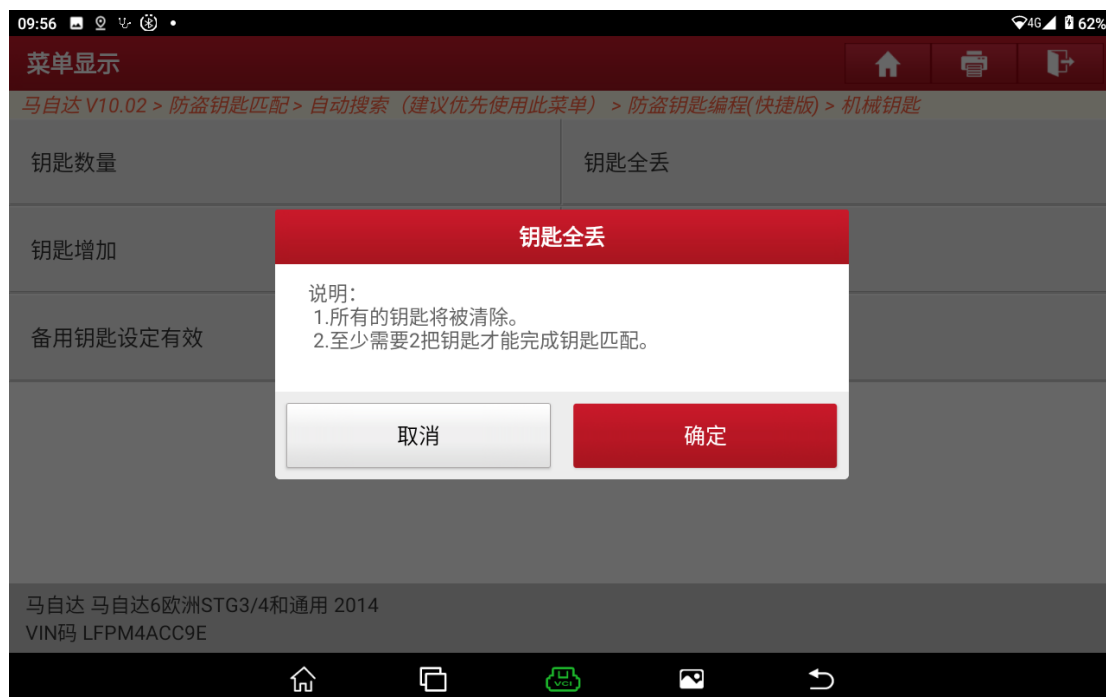 09:56
4G 62%
菜单显示
马自达 V10.02 > 防盗钥匙匹配 > 自动搜索（建议优先使用此菜单） > 防盗钥匙编程(快捷版) > 机械钥匙
钥匙数量
钥匙全丢
钥匙增加
钥匙全丢
说明：
1.所有的钥匙将被清除。
2.至少需要2把钥匙才能完成钥匙匹配。
备用钥匙设定有效
取消
确定
马自达 马自达6欧洲STG3/4和通用 2014
VIN码 LFPM4ACC9E
VCI